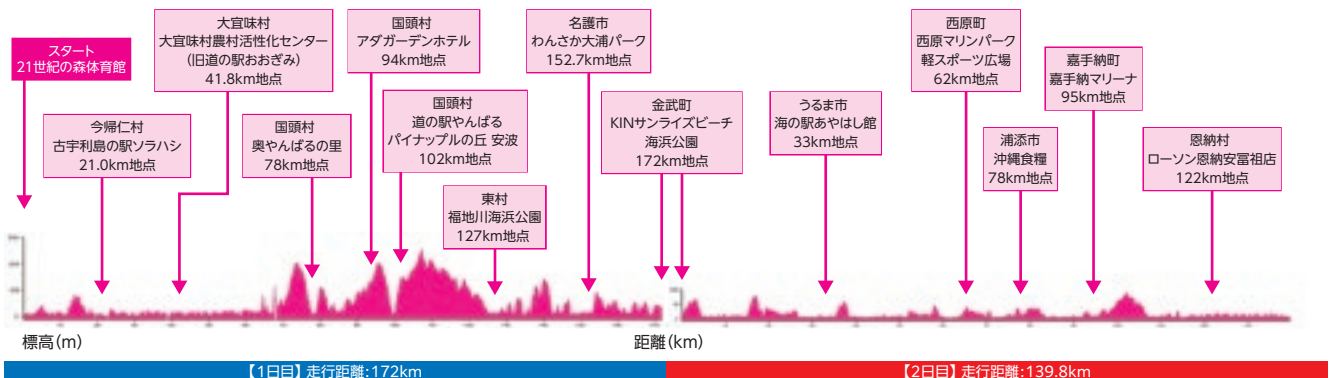 スタート
21世紀の森体育館
今帰仁村
古宇利島の駅ソラハシ
21.0km地点
大宜味村
大宜味村農村活性化センター
(旧道の駅おおぎみ)
41.8km地点
国頭村
奥やんばるの里
78km地点
国頭村
アダガーデンホテル
94km地点
国頭村
道の駅やんばる
パイナップルの丘 安波
102km地点
東村
福地川海浜公園
127km地点
名護市
わんさか大浦パーク
152.7km地点
金武町
KINサンライズビーチ
海浜公園
172km地点
うるま市
海の駅あやはし館
33km地点
西原町
西原マリンパーク
軽スポーツ広場
62km地点
浦添市
沖縄食糧
78km地点
嘉手納町
嘉手納マリーナ
95km地点
恩納村
ローソン恩納安冨祖店
122km地点
標高(m)
距離(km)
【1日目】走行距離:172km
【2日目】走行距離:139.8km